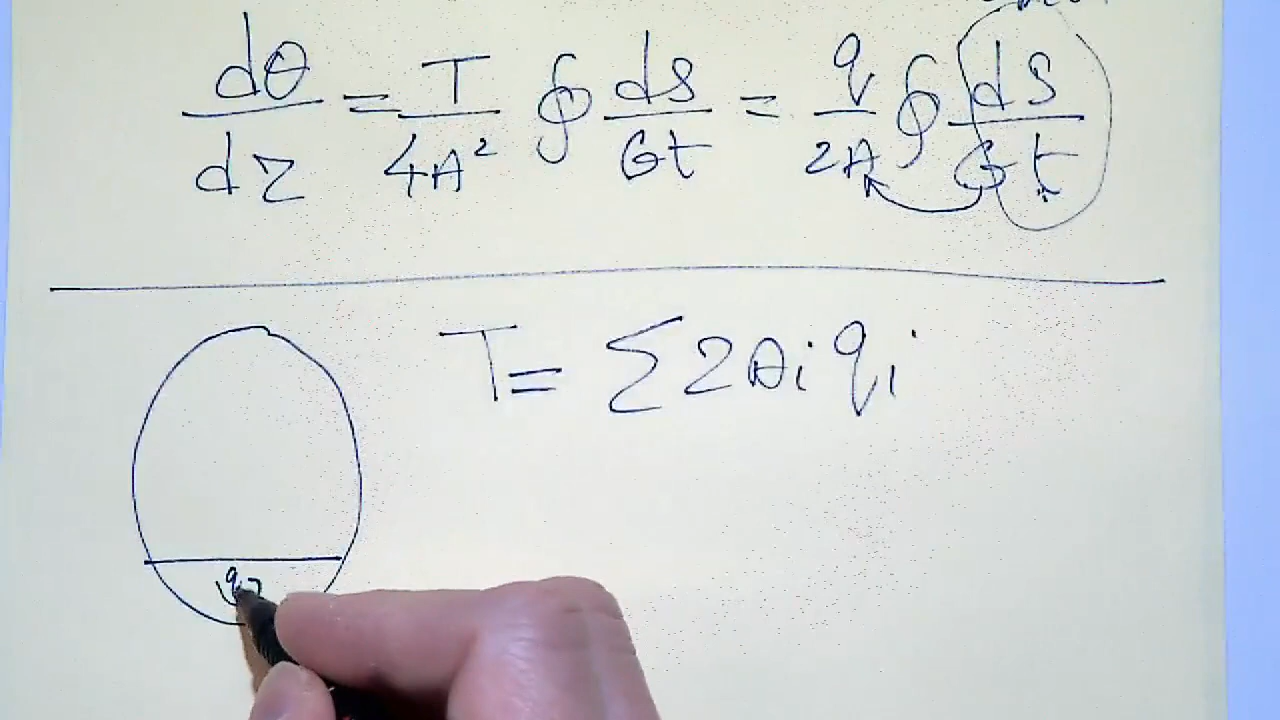 dθ/dz = T/4A² ∮ ds/Gt = q/2A ∮ ds/Gt
T = Σ 2Ai qi
q